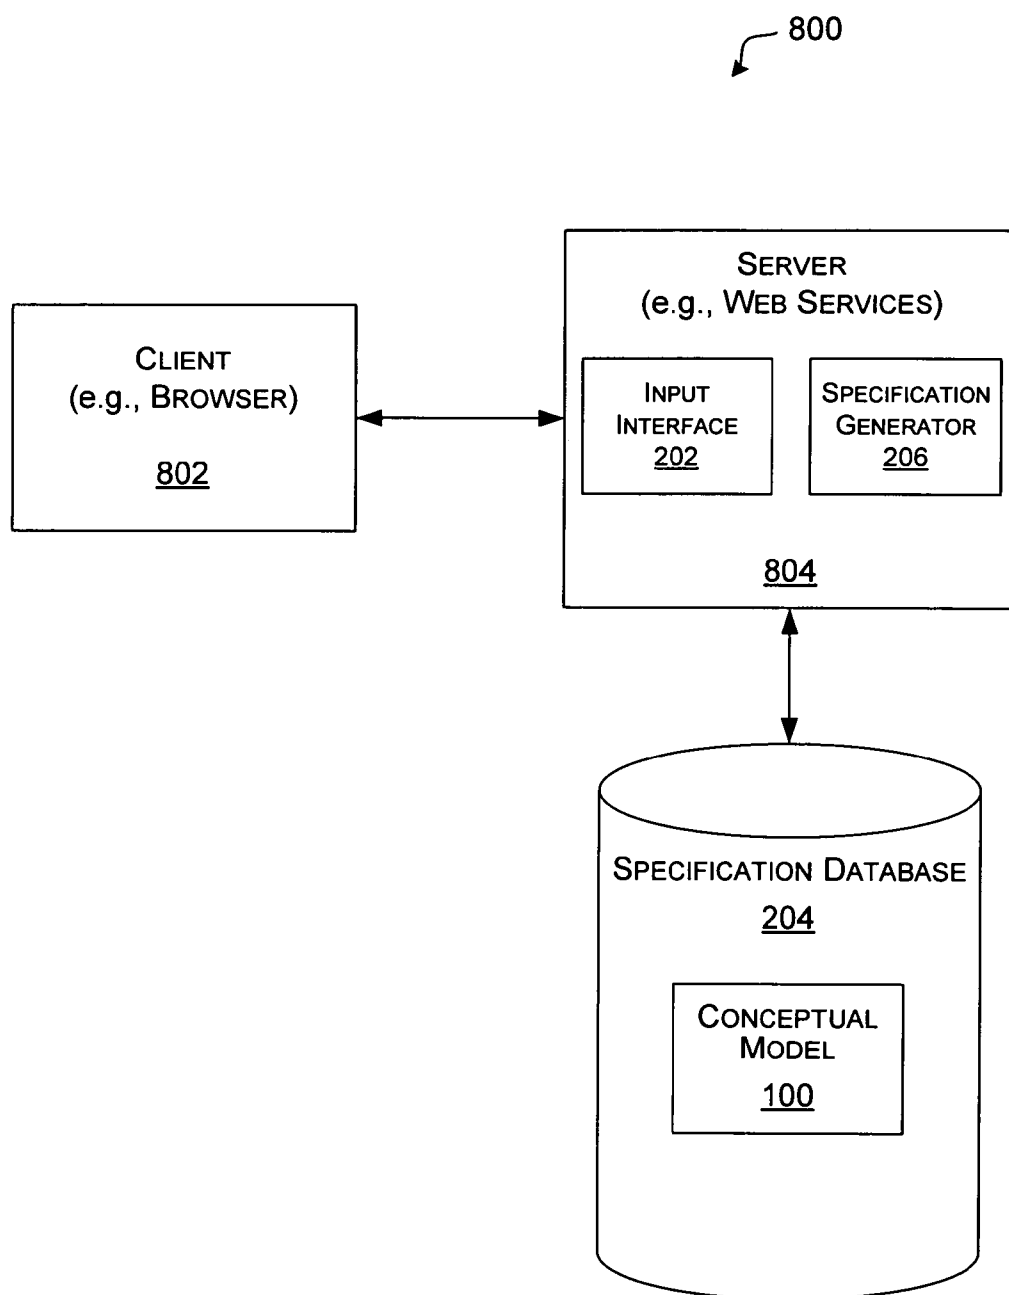 800
SERVER
(e.g., WEB SERVICES)
CLIENT
(e.g., BROWSER)
802
INPUT
INTERFACE
202
SPECIFICATION
GENERATOR
206
804
SPECIFICATION DATABASE
204
CONCEPTUAL
MODEL
100